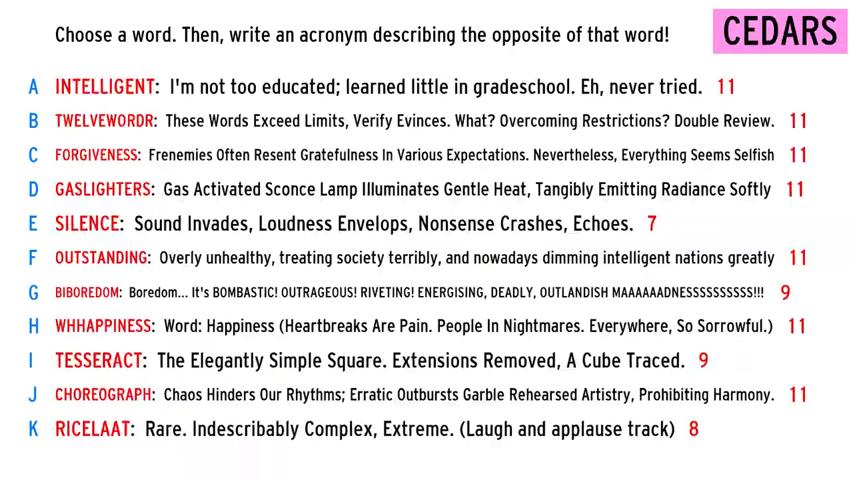 Choose a word. Then, write an acronym describing the opposite of that word!
CEDARS
A INTELLIGENT: I'm not too educated; learned little in gradeschool. Eh, never tried. 11
B TWELVEWORDR: These Words Exceed Limits, Verify Evinces. What? Overcoming Restrictions? Double Review. 11
C FORGIVENESS: Frenemies Often Resent Gratefulness In Various Expectations. Nevertheless, Everything Seems Selfish 11
D GASLIGHTERS: Gas Activated Sconce Lamp Illuminates Gentle Heat, Tangibly Emitting Radiance Softly 11
E SILENCE: Sound Invades, Loudness Envelops, Nonsense Crashes, Echoes. 7
F OUTSTANDING: Overly unhealthy, treating society terribly, and nowadays dimming intelligent nations greatly 11
G BIBOREDOM: Boredom... It's BOMBASTIC! OUTRAGEOUS! RIVETING! ENERGISING, DEADLY, OUTLANDISH MAAAAAADNESSSSSSSSSS!!! 9
H WHHAPPINESS: Word: Happiness (Heartbreaks Are Pain. People In Nightmares. Everywhere, So Sorrowful.) 11
I TESSERACT: The Elegantly Simple Square. Extensions Removed, A Cube Traced. 9
J CHOREOGRAPH: Chaos Hinders Our Rhythms; Erratic Outbursts Garble Rehearsed Artistry, Prohibiting Harmony. 11
K RICELAAT: Rare. Indescribably Complex, Extreme. (Laugh and applause track) 8